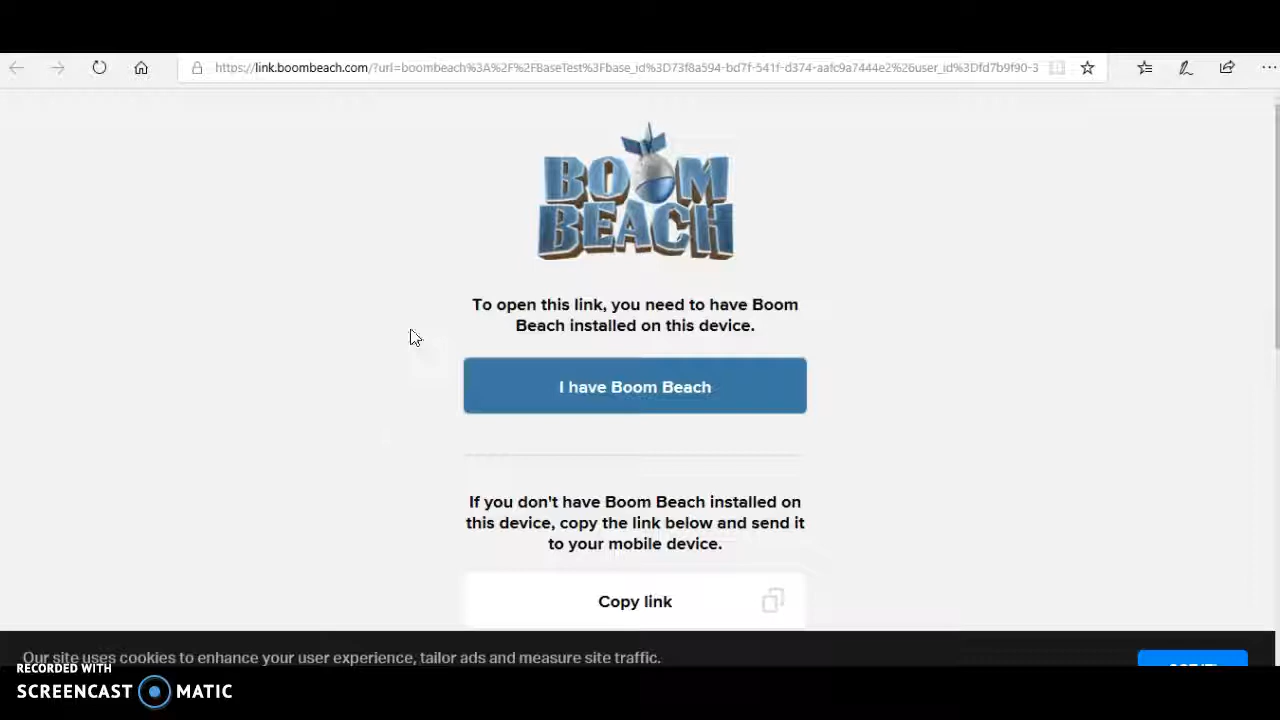 https://link.boombeach.com/?url=boombeach%3A%2F%2FBaseTest%3Fbase_id%3D73f8a594-bd7f-541f-d374-aafc9a7444e2%26user_id%3Dfd7b9f90-3
BOOM
BEACH
To open this link, you need to have Boom
Beach installed on this device.
I have Boom Beach
If you don't have Boom Beach installed on
this device, copy the link below and send it
to your mobile device.
Copy link
Our site uses cookies to enhance your user experience, tailor ads and measure site traffic.
RECORDED WITH
SCREENCAST MATIC